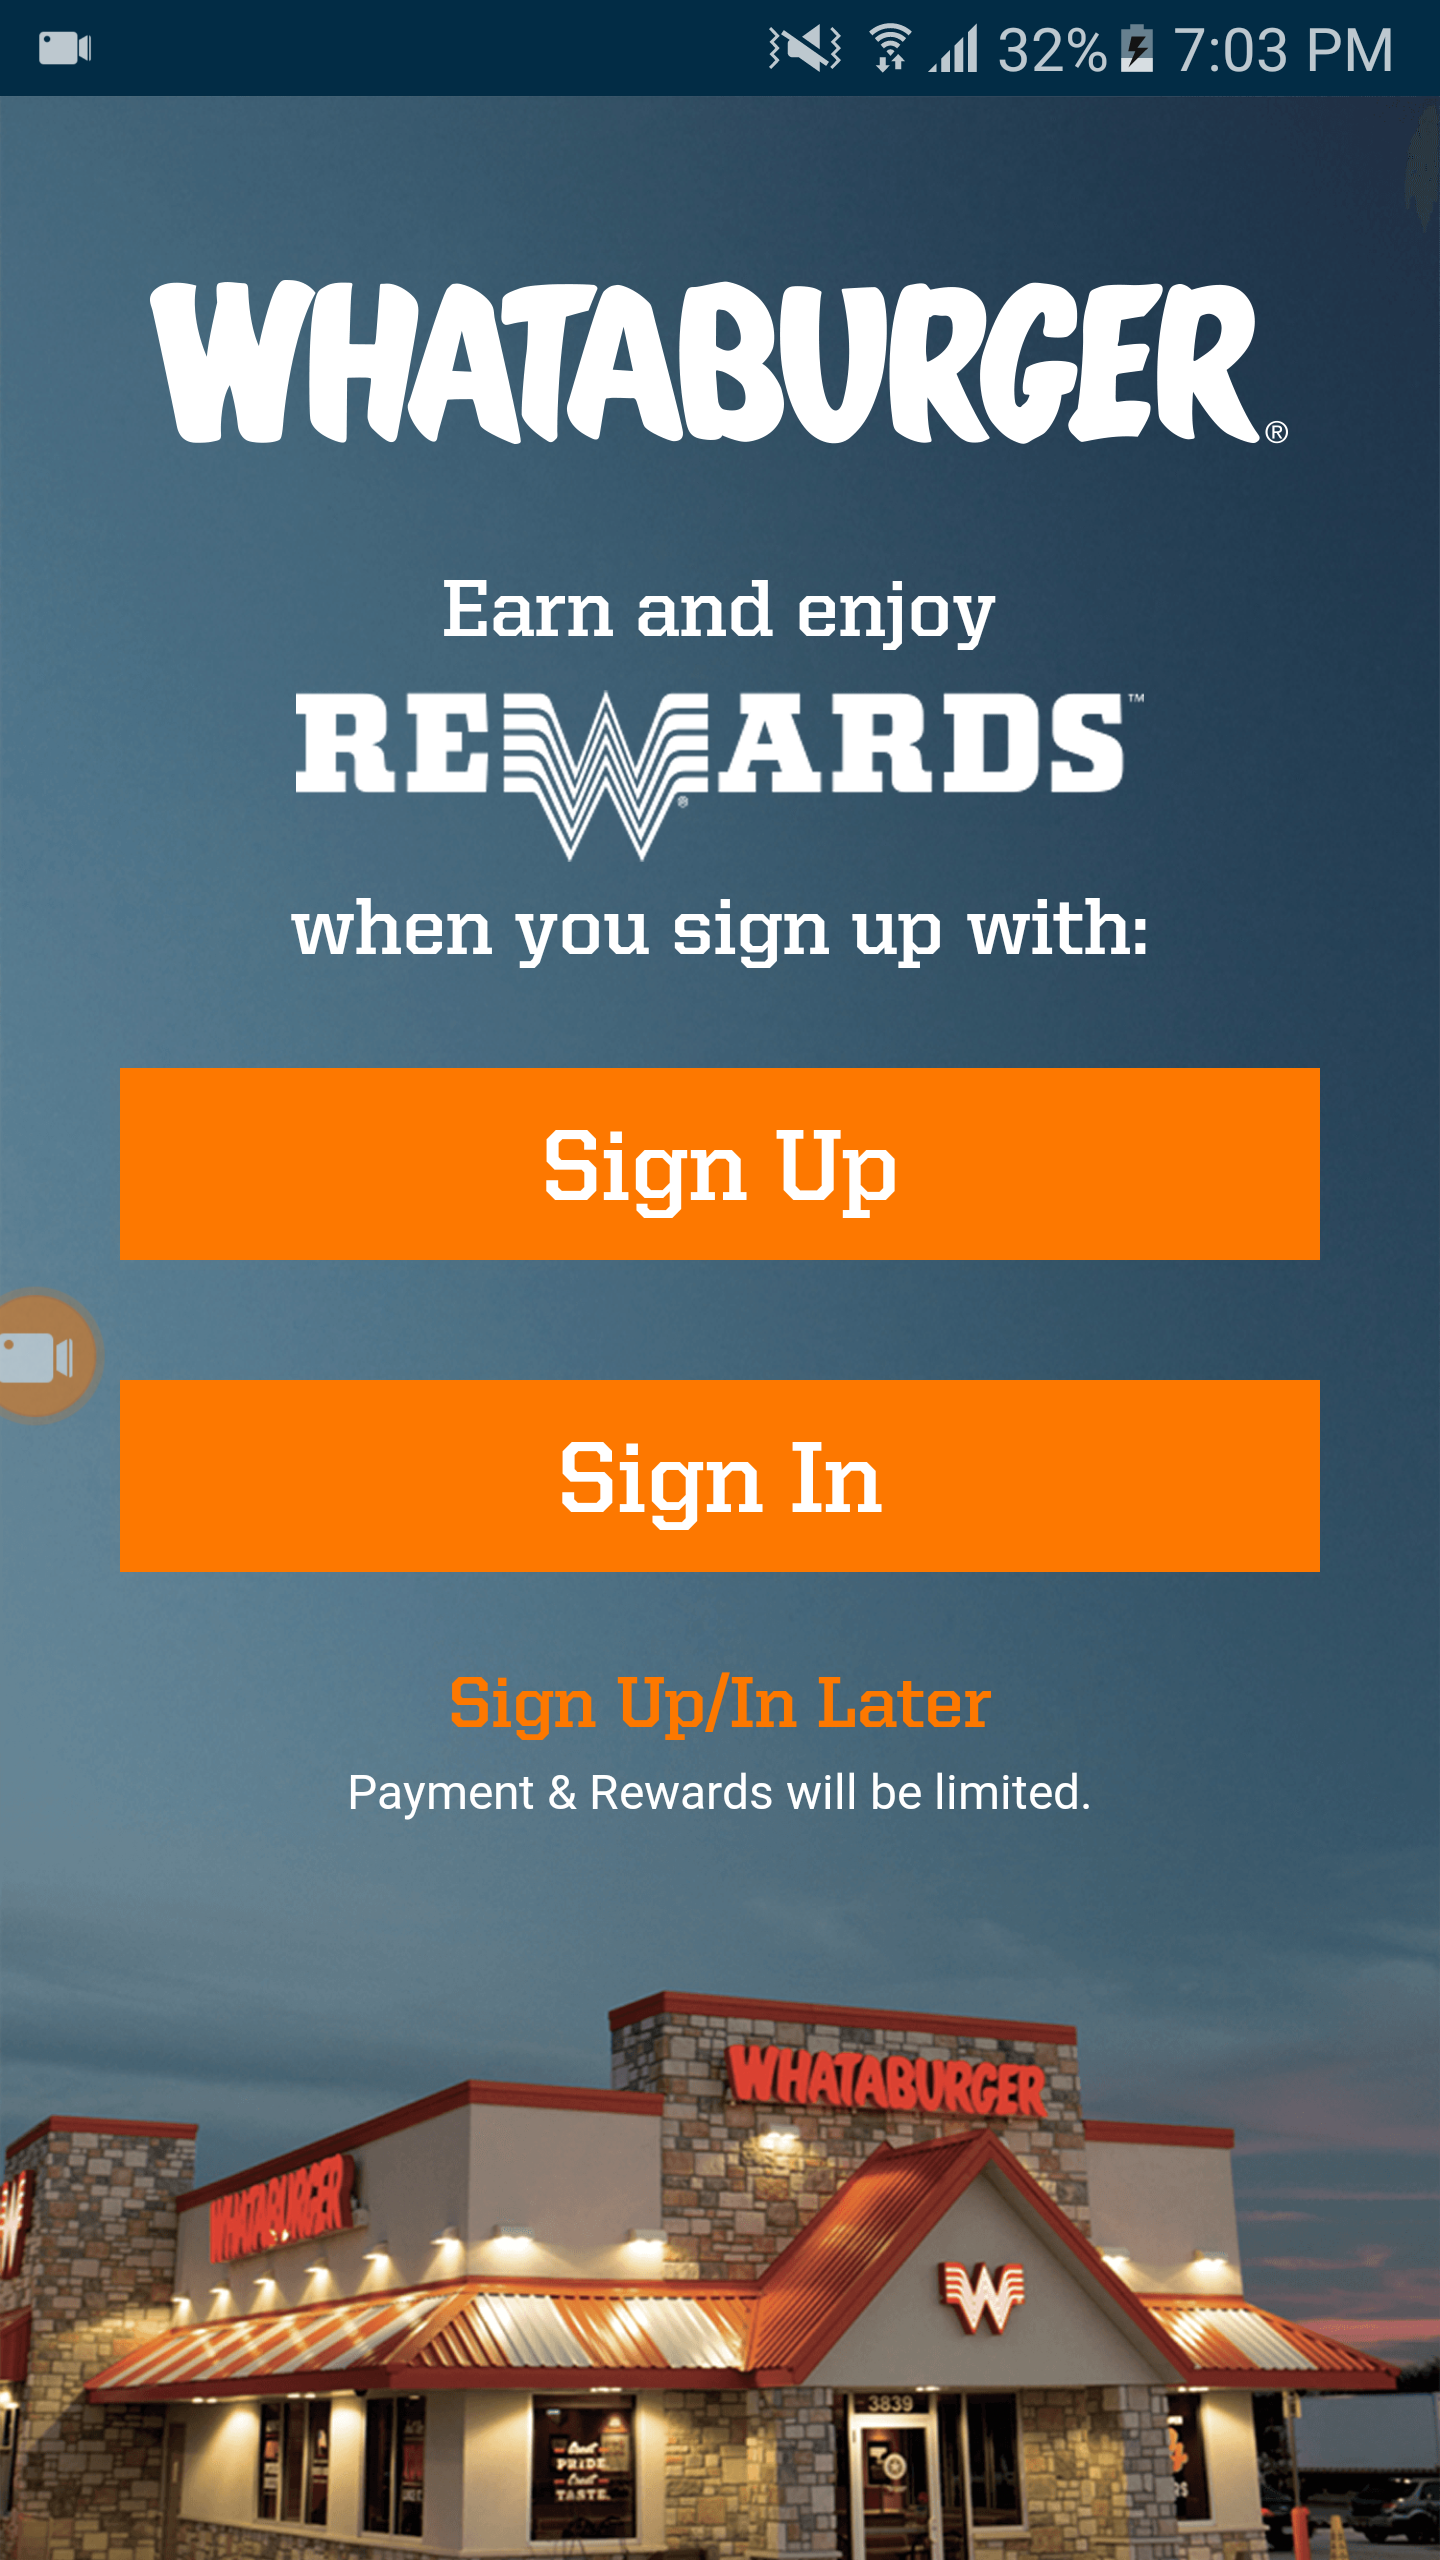 32% 7:03 PM
WHATABURGER®
Earn and enjoy
REWARDS™
®
when you sign up with:
Sign Up
Sign In
Sign Up/In Later
Payment & Rewards will be limited.
WHATABURGER
WHATABURGER
W
3839
PRIDE
TASTE.